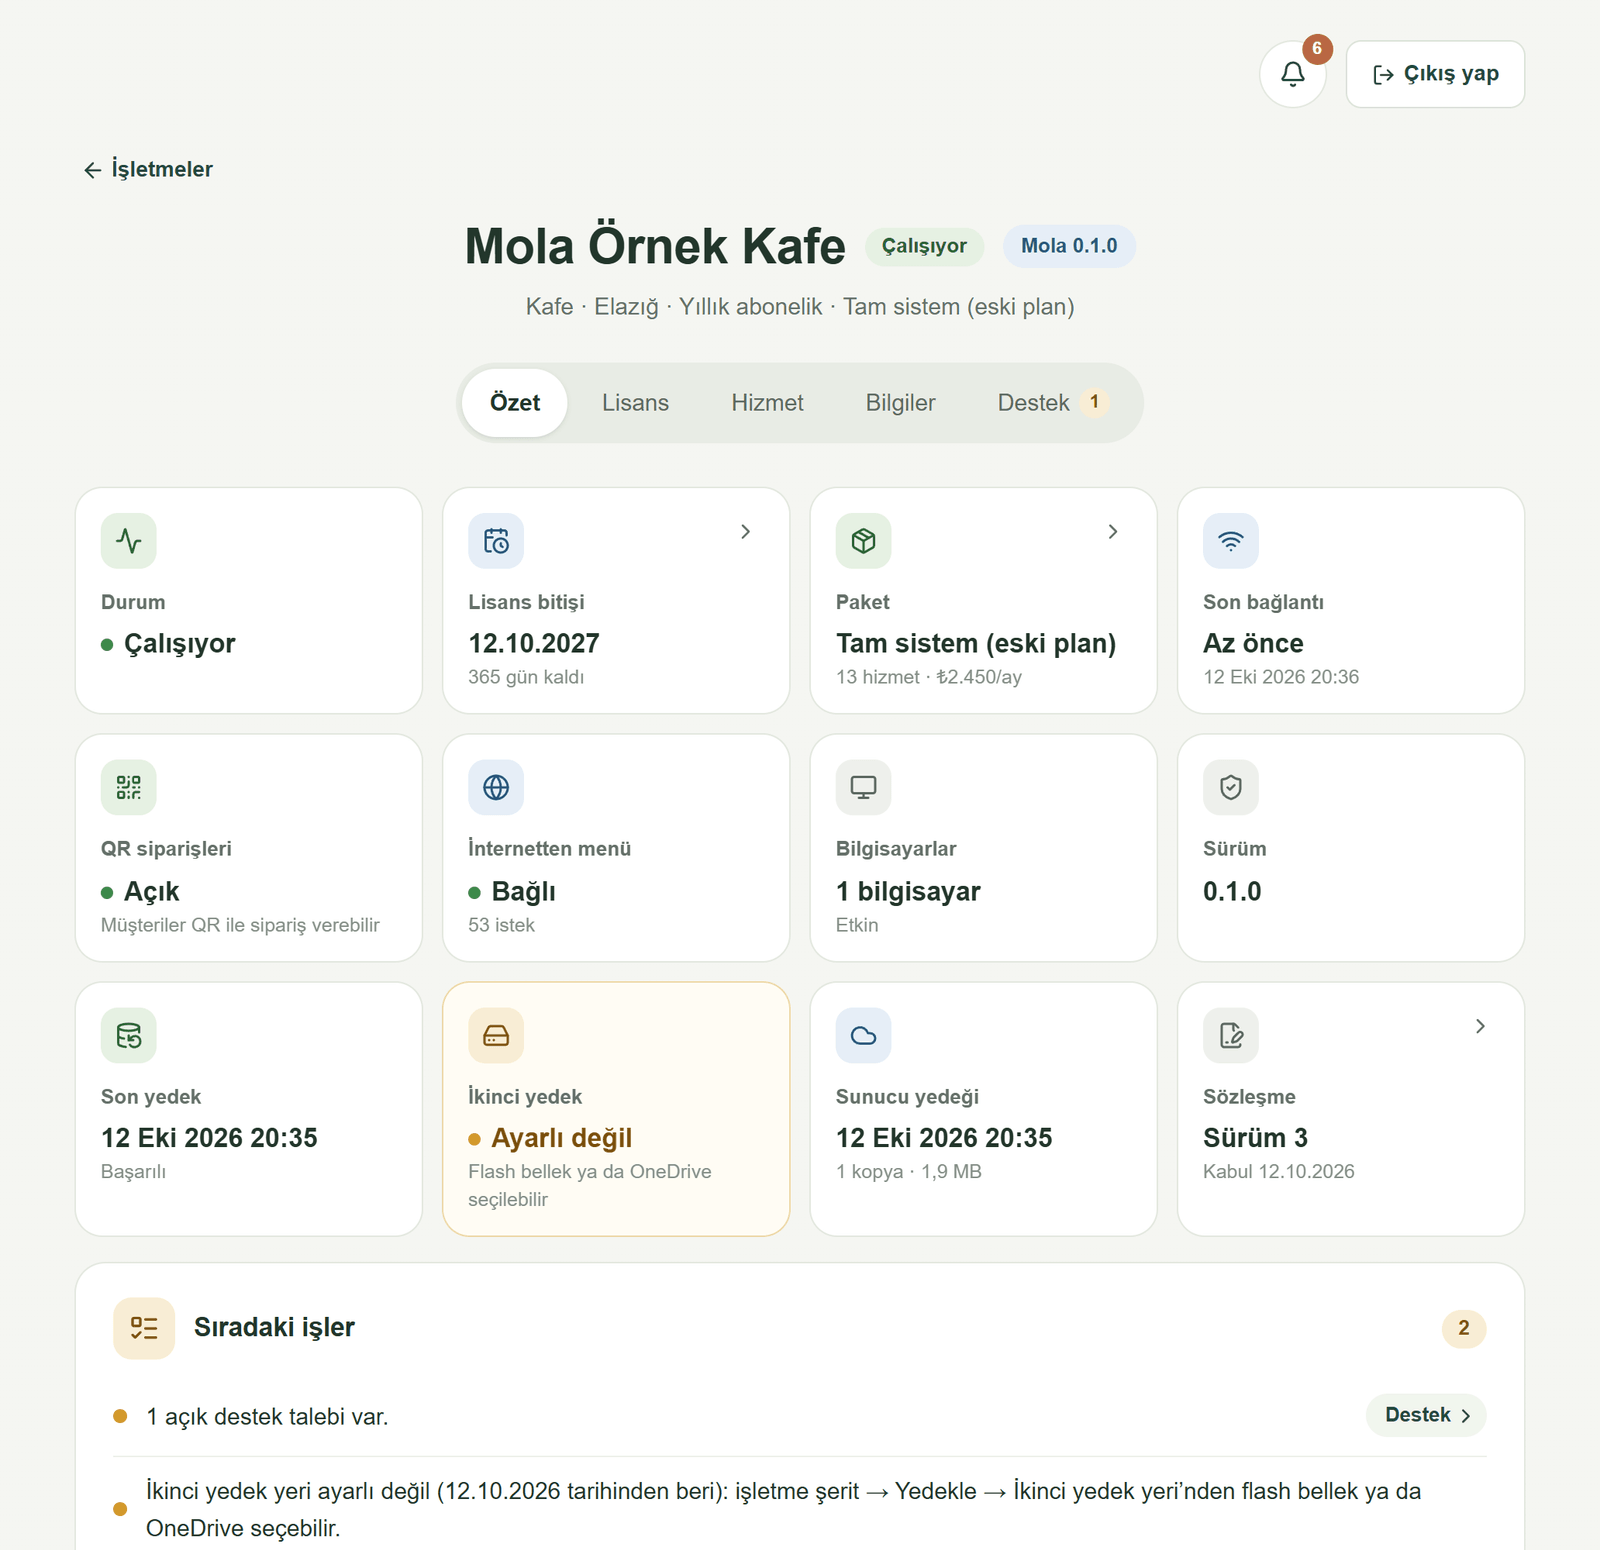 6
Çıkış yap
İşletmeler
Mola Örnek Kafe
Çalışıyor
Mola 0.1.0
Kafe · Elazığ · Yıllık abonelik · Tam sistem (eski plan)
Özet
Lisans
Hizmet
Bilgiler
Destek
1
Durum
Çalışıyor
Lisans bitişi
12.10.2027
365 gün kaldı
Paket
Tam sistem (eski plan)
13 hizmet · ₺2.450/ay
Son bağlantı
Az önce
12 Eki 2026 20:36
QR siparişleri
Açık
Müşteriler QR ile sipariş verebilir
İnternetten menü
Bağlı
53 istek
Bilgisayarlar
1 bilgisayar
Etkin
Sürüm
0.1.0
Son yedek
12 Eki 2026 20:35
Başarılı
İkinci yedek
Ayarlı değil
Flash bellek ya da OneDrive
seçilebilir
Sunucu yedeği
12 Eki 2026 20:35
1 kopya · 1,9 MB
Sözleşme
Sürüm 3
Kabul 12.10.2026
Sıradaki işler
2
1 açık destek talebi var.
Destek
İkinci yedek yeri ayarlı değil (12.10.2026 tarihinden beri): işletme şerit → Yedekle → İkinci yedek yeri’nden flash bellek ya da
OneDrive seçebilir.